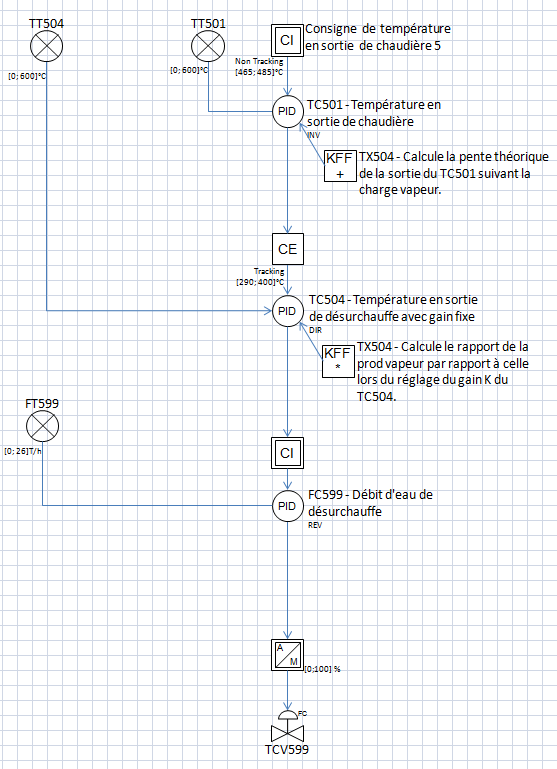 TT504
TT501
CI
Consigne de température
en sortie de chaudière 5
[0; 600]°C
[0; 600]°C
Non Tracking
[465; 485]°C
PID
TC501 - Température en
sortie de chaudière
INV
KFF
+
TX504 - Calcule la pente théorique
de la sortie du TC501 suivant la
charge vapeur.
CE
Tracking
[290; 400]°C
PID
TC504 - Température en sortie
de désurchauffe avec gain fixe
DIR
KFF
*
TX504 - Calcule le rapport de la
prod vapeur par rapport à celle
lors du réglage du gain K du
TC504.
FT599
[0; 26]T/h
CI
PID
FC599 - Débit d'eau de
désurchauffe
REV
A
M
[0;100] %
FC
TCV599